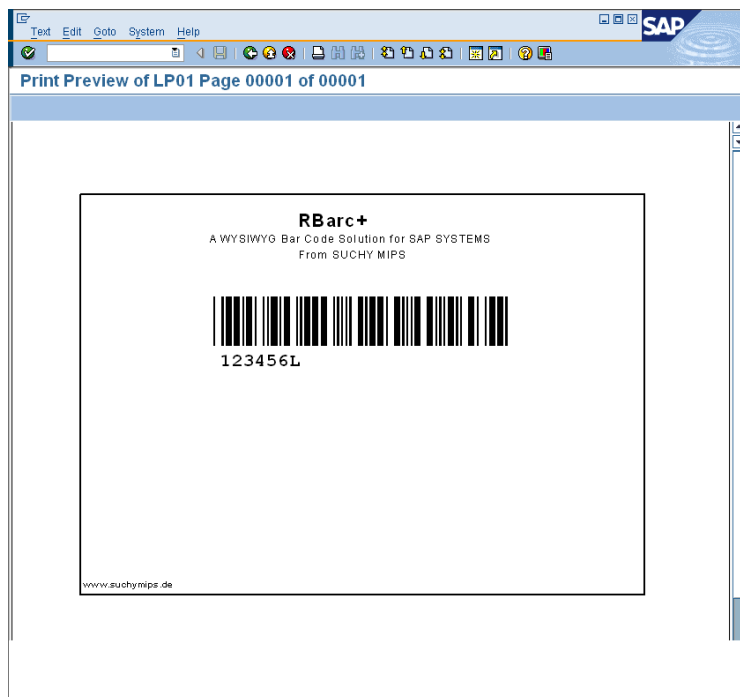 Text Edit Goto System Help
SAP
Print Preview of LP01 Page 00001 of 00001
RBarc+
A WYSIWYG Bar Code Solution for SAP SYSTEMS
From SUCHY MIPS
123456L
www.suchymips.de